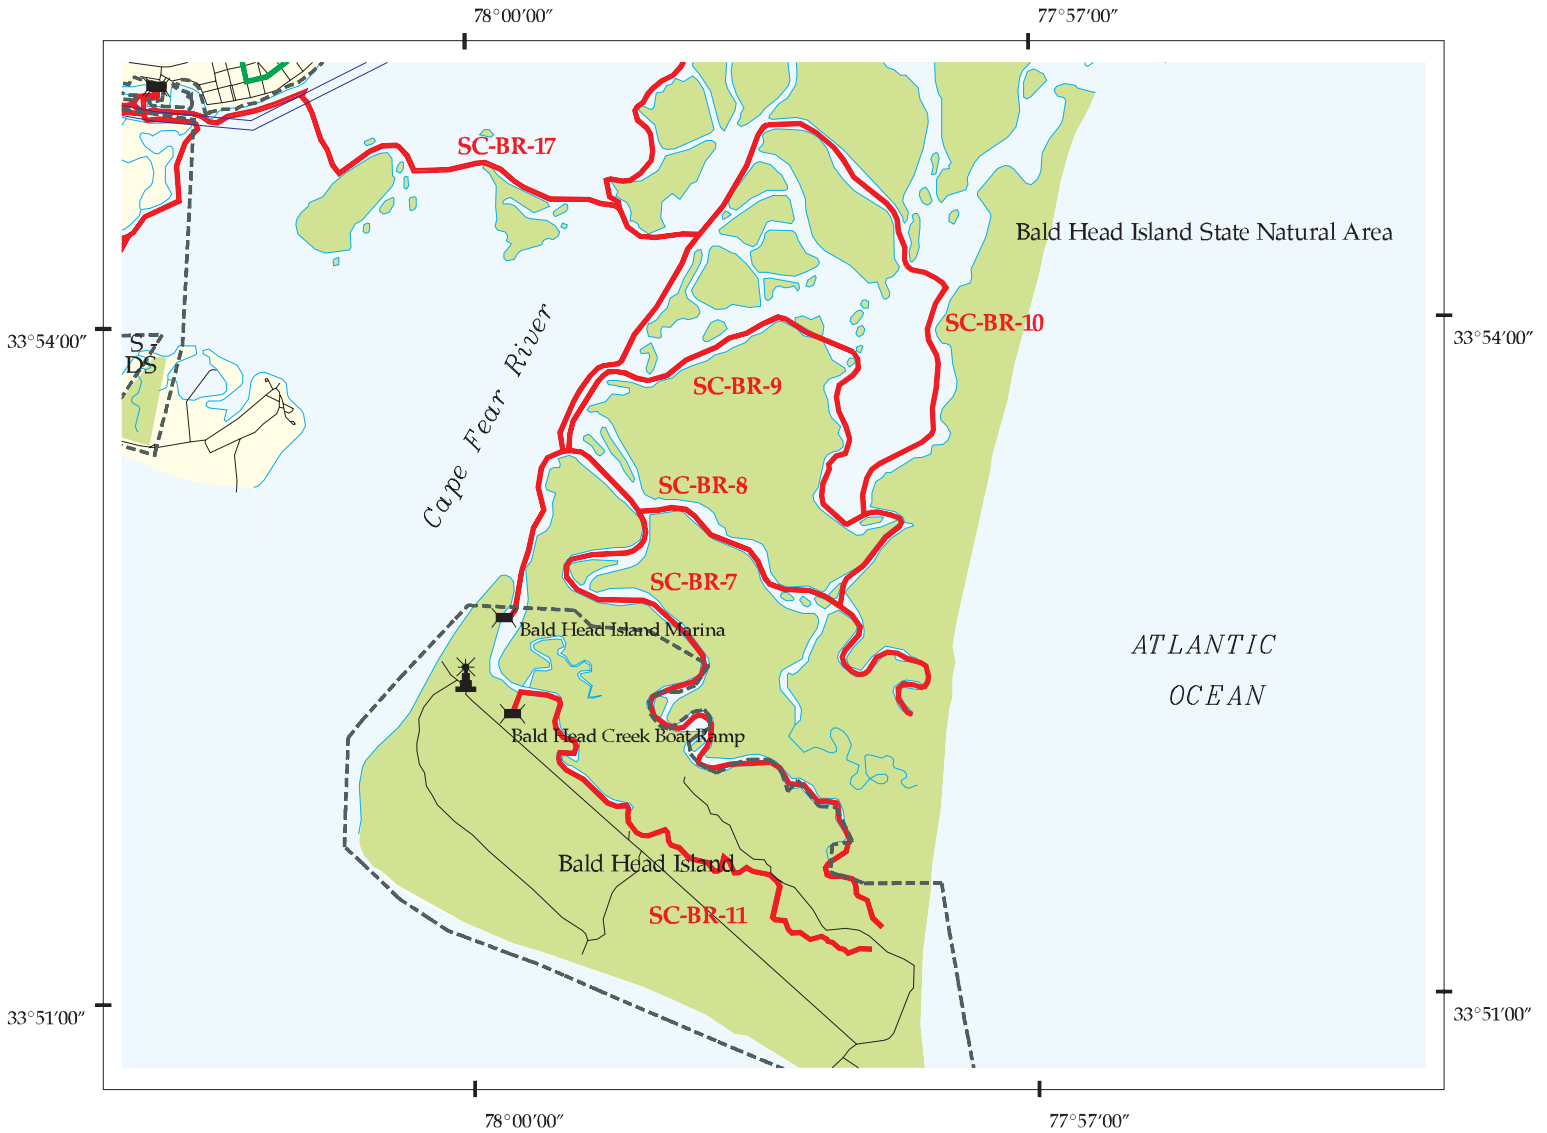 78°00′00″ 77°57′00″
SC-BR-17
Bald Head Island State Natural Area
33°54′00″
SC-BR-10
33°54′00″
S-
DS
Cape Fear River
SC-BR-9
SC-BR-8
SC-BR-7
Bald Head Island Marina
ATLANTIC
OCEAN
Bald Head Creek Boat Ramp
Bald Head Island
SC-BR-11
33°51′00″
33°51′00″
78°00′00″ 77°57′00″